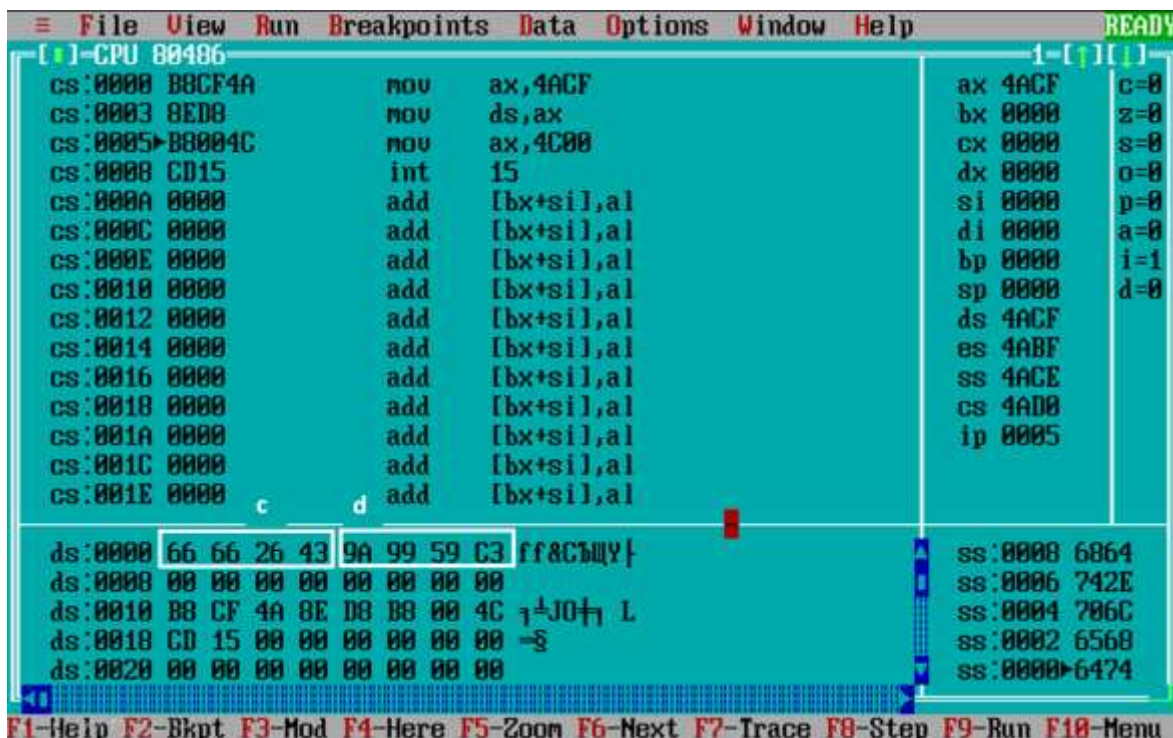 ≡ File View Run Breakpoints Data Options Window Help READY
[■]=CPU 80486 1=[↑][↓]
cs:0000 B8CF4A mov ax,4ACF ax 4ACF c=0
cs:0003 8ED8 mov ds,ax bx 0000 z=0
cs:0005►B8004C mov ax,4C00 cx 0000 s=0
cs:0008 CD15 int 15 dx 0000 o=0
cs:000A 0000 add [bx+si],al si 0000 p=0
cs:000C 0000 add [bx+si],al di 0000 a=0
cs:000E 0000 add [bx+si],al bp 0000 i=1
cs:0010 0000 add [bx+si],al sp 0000 d=0
cs:0012 0000 add [bx+si],al ds 4ACF
cs:0014 0000 add [bx+si],al es 4ABF
cs:0016 0000 add [bx+si],al ss 4ACE
cs:0018 0000 add [bx+si],al cs 4AD0
cs:001A 0000 add [bx+si],al ip 0005
cs:001C 0000 add [bx+si],al
cs:001E 0000 add [bx+si],al
c d
ds:0000 66 66 26 43 9A 99 59 C3 ff&CЪЩY├ ss:0008 6864
ds:0008 00 00 00 00 00 00 00 00 ss:0006 742E
ds:0010 B8 CF 4A 8E D8 B8 00 4C ╕╧JО╪╕ L ss:0004 706C
ds:0018 CD 15 00 00 00 00 00 00 ═§ ss:0002 6568
ds:0020 00 00 00 00 00 00 00 00 ss:0000►6474
F1-Help F2-Bkpt F3-Mod F4-Here F5-Zoom F6-Next F7-Trace F8-Step F9-Run F10-Menu